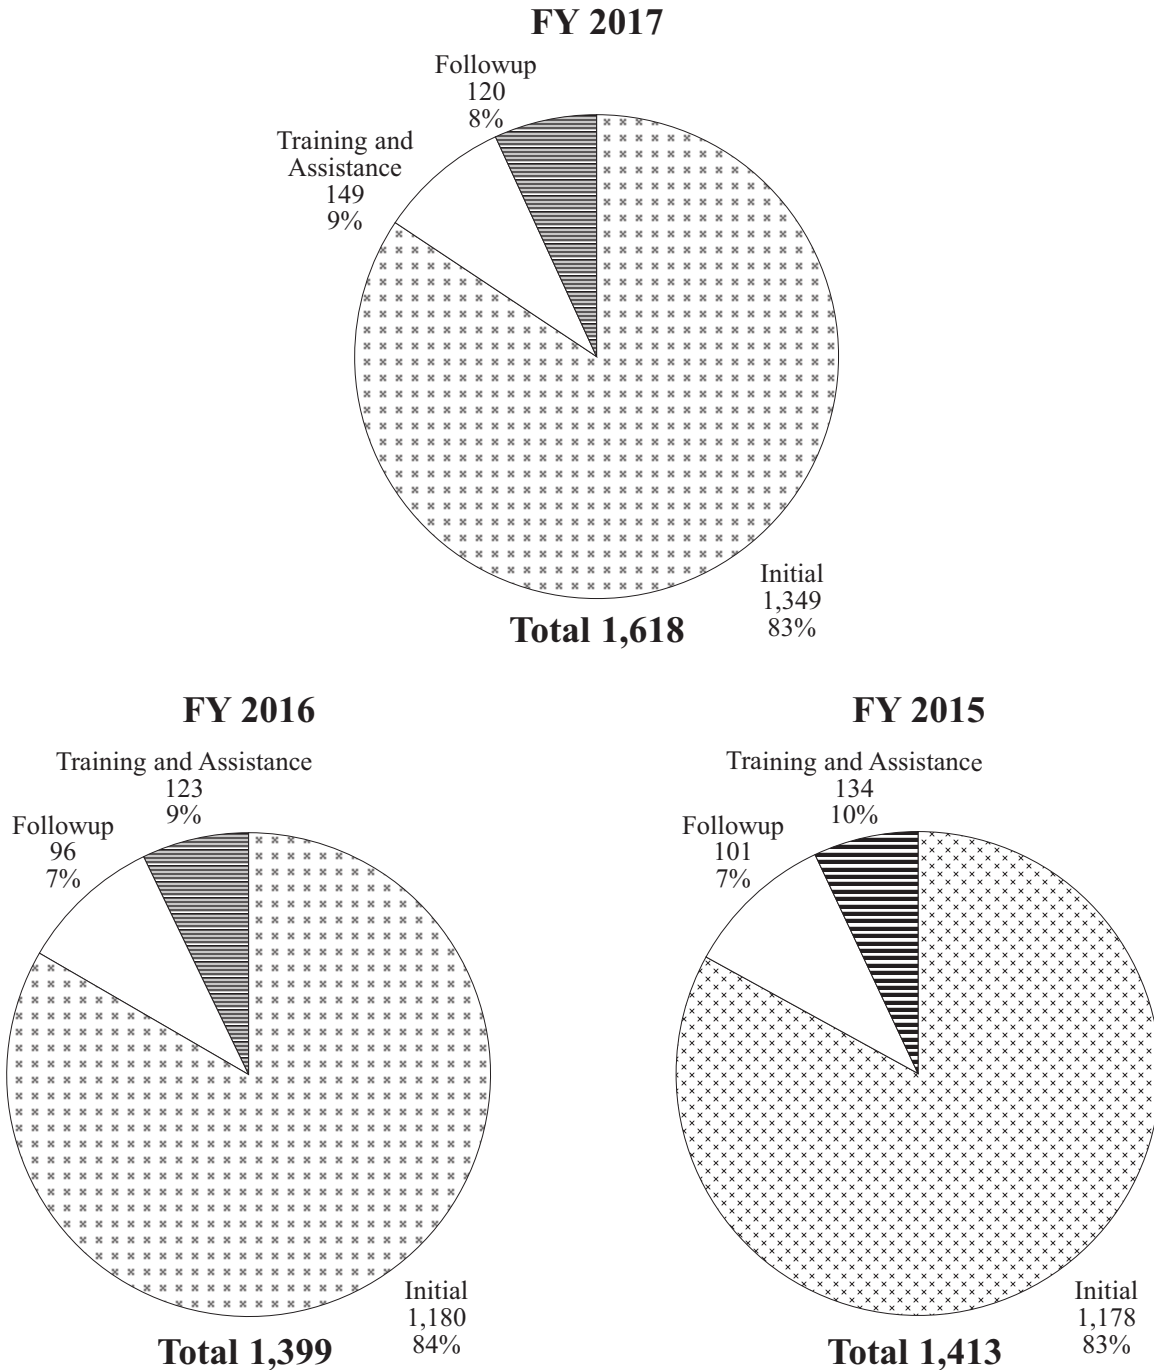 FY 2017
Followup
120
8%
Training and
Assistance
149
9%
Initial
1,349
83%
Total 1,618
FY 2016
Training and Assistance
123
9%
Followup
96
7%
Initial
1,180
84%
Total 1,399
FY 2015
Training and Assistance
134
10%
Followup
101
7%
Initial
1,178
83%
Total 1,413